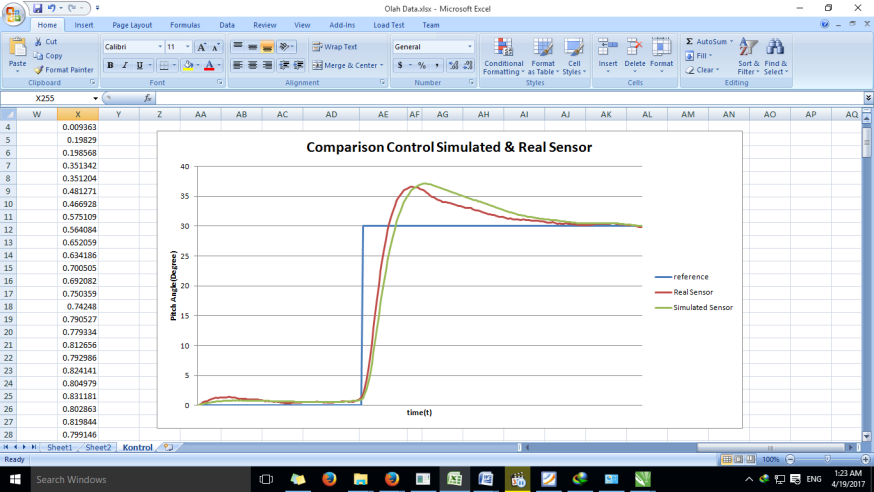 Olah Data.xlsx - Microsoft Excel
Home Insert Page Layout Formulas Data Review View Add-Ins Load Test Team
Paste
Cut
Copy
Format Painter
Clipboard
Calibri 11
B I U
Font
Wrap Text
Merge & Center
Alignment
General
$ % ,
Number
Conditional Formatting
Format as Table
Cell Styles
Styles
Insert Delete Format
Cells
Σ AutoSum
Fill
Clear
Sort & Filter
Find & Select
Editing
X255 fx
W X Y Z AA AB AC AD AE AF AG AH AI AJ AK AL AM AN AO AP AQ
4 0.009363
5 0.19829
6 0.198568
7 0.351342
8 0.351204
9 0.481271
10 0.466928
11 0.575109
12 0.564084
13 0.652059
14 0.634186
15 0.700505
16 0.692082
17 0.750359
18 0.74248
19 0.790527
20 0.779334
21 0.812656
22 0.792986
23 0.824141
24 0.804979
25 0.831181
26 0.802863
27 0.819844
28 0.799146
Comparison Control Simulated & Real Sensor
40
35
30
25
20
15
10
5
0
Pitch Angle(Degree)
time(t)
reference
Real Sensor
Simulated Sensor
Sheet1 Sheet2 Kontrol
Ready 100%
Search Windows
ENG
1:23 AM
4/19/2017